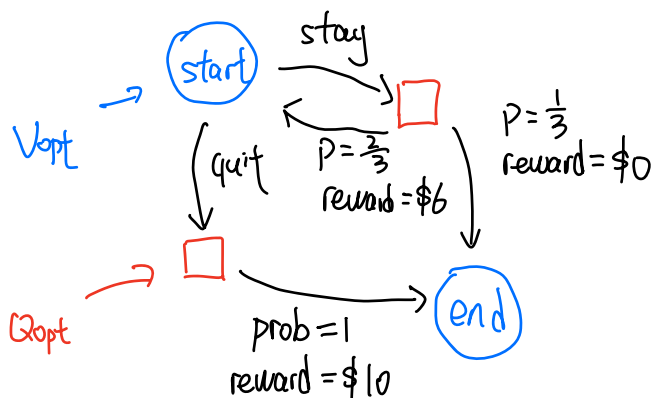 stay
start
Vopt
quit
P = 2/3
reward = $6
P = 1/3
reward = $0
Qopt
end
prob = 1
reward = $10